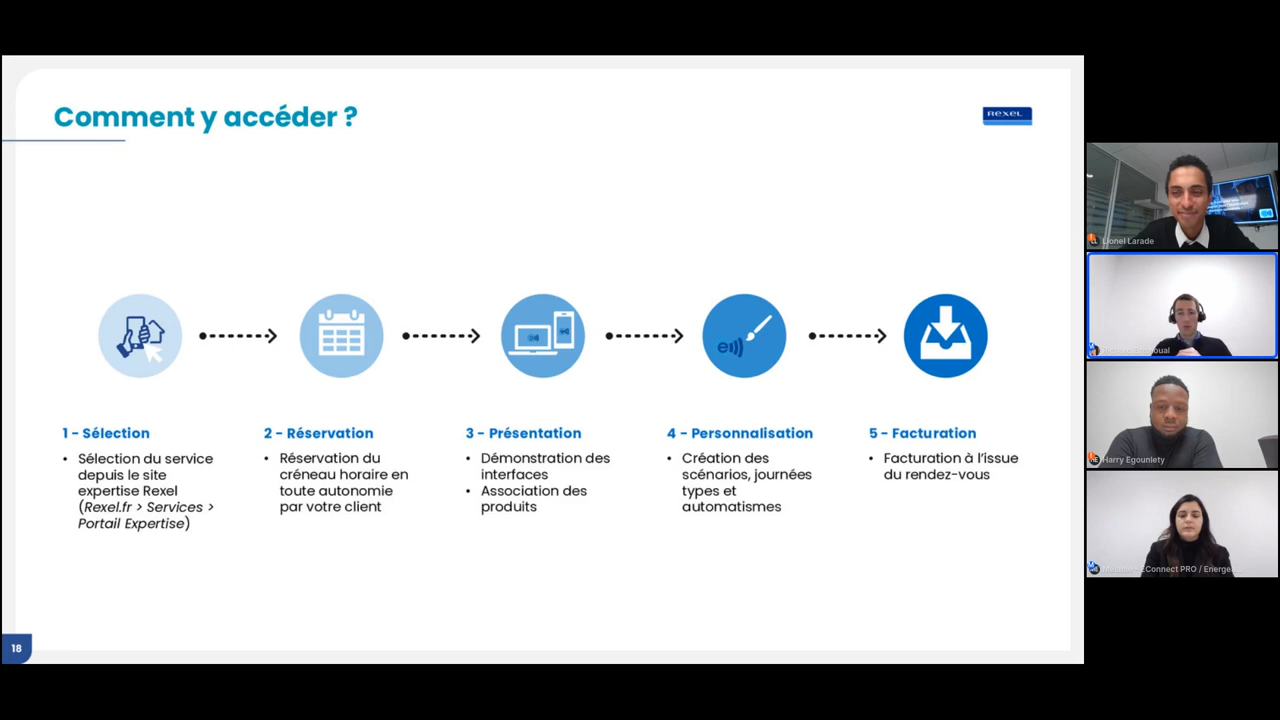 Comment y accéder ?
REXEL
1 - Sélection
• Sélection du service
depuis le site
expertise Rexel
(Rexel.fr > Services >
Portail Expertise)
2 - Réservation
• Réservation du
créneau horaire en
toute autonomie
par votre client
3 - Présentation
• Démonstration des
interfaces
• Association des
produits
4 - Personnalisation
• Création des
scénarios, journées
types et
automatismes
5 - Facturation
• Facturation à l'issue
du rendez-vous
18
Lionel Larade
Harry Egounlety
EConnect PRO / Energe...